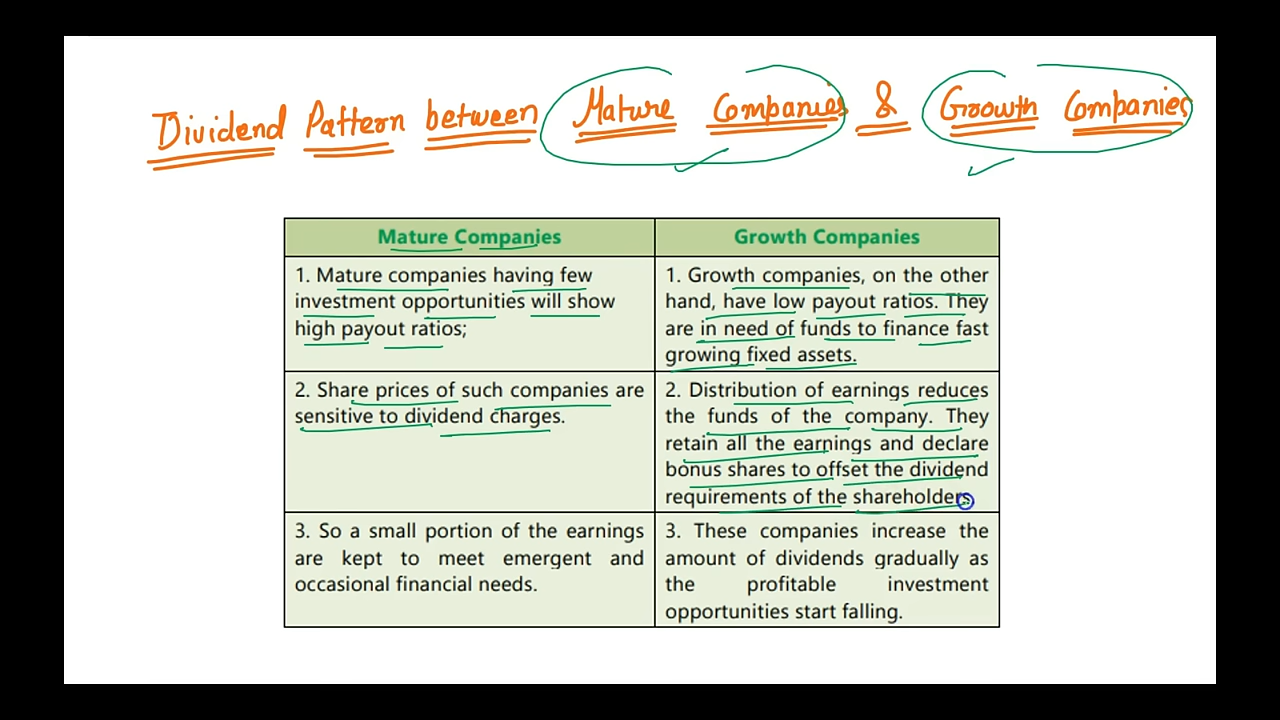 Dividend Pattern between Mature Companies & Growth Companies
Mature Companies
Growth Companies
1. Mature companies having few
investment opportunities will show
high payout ratios;
1. Growth companies, on the other
hand, have low payout ratios. They
are in need of funds to finance fast
growing fixed assets.
2. Share prices of such companies are
sensitive to dividend charges.
2. Distribution of earnings reduces
the funds of the company. They
retain all the earnings and declare
bonus shares to offset the dividend
requirements of the shareholders.
3. So a small portion of the earnings
are kept to meet emergent and
occasional financial needs.
3. These companies increase the
amount of dividends gradually as
the profitable investment
opportunities start falling.